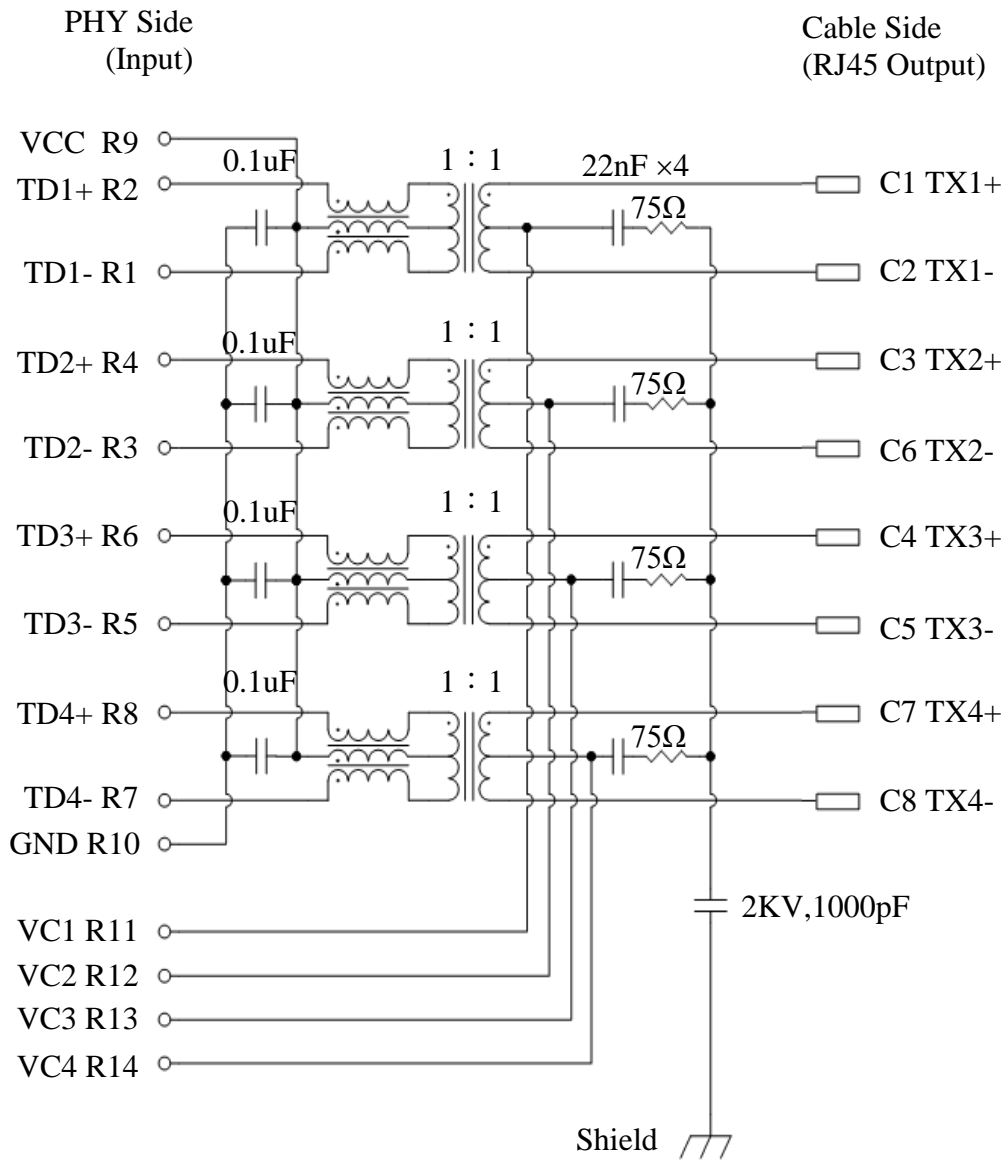 PHY Side
(Input)
Cable Side
(RJ45 Output)
VCC R9
0.1uF
1 : 1
22nF ×4
TD1+ R2
C1 TX1+
75Ω
TD1- R1
C2 TX1-
0.1uF
1 : 1
TD2+ R4
C3 TX2+
75Ω
TD2- R3
C6 TX2-
0.1uF
1 : 1
TD3+ R6
C4 TX3+
75Ω
TD3- R5
C5 TX3-
0.1uF
1 : 1
TD4+ R8
C7 TX4+
75Ω
TD4- R7
C8 TX4-
GND R10
2KV,1000pF
VC1 R11
VC2 R12
VC3 R13
VC4 R14
Shield